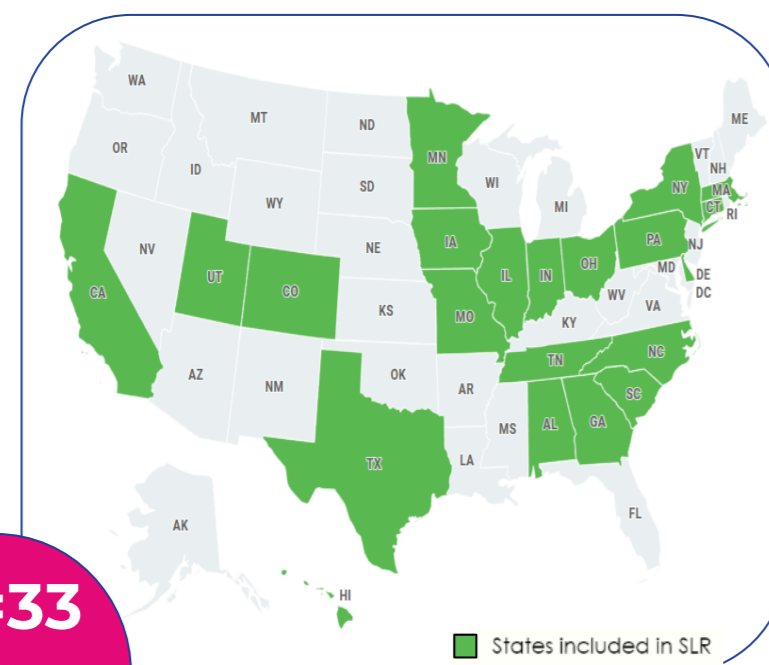 WA
MT
ND
MN
ME
OR
ID
SD
WI
VT
NH
WY
MI
NY
MA
CT
RI
NV
NE
IA
PA
NJ
UT
CO
IL
IN
OH
MD
DE
DC
CA
KS
MO
KY
WV
VA
AZ
NM
OK
AR
TN
NC
SC
MS
AL
GA
TX
LA
FL
AK
HI
33
States included in SLR